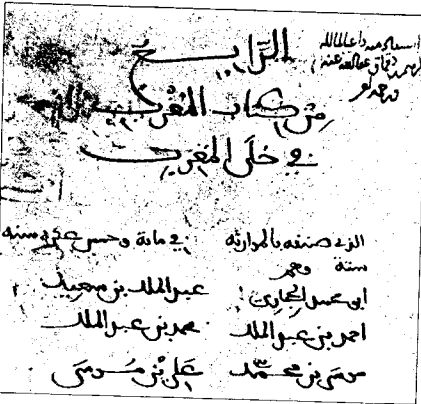 الرابع
من كتاب المغرب
في حلى المغرب
الذي صنفه بالموارثة في مائة وخمس عشرة سنة
ستة وهم
ابو محمد الحجاري عبد الملك بن سعيد
احمد بن عبد الملك محمد بن عبد الملك
موسى بن محمد علي بن موسى